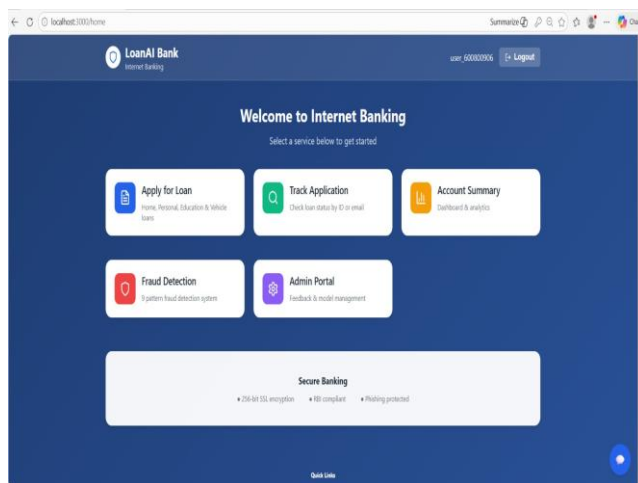 localhost:3000/home
Summarize
LoanAI Bank
Internet Banking
user_600800906
Logout
Welcome to Internet Banking
Select a service below to get started
Apply for Loan
Home, Personal, Education & Vehicle
loans
Track Application
Check loan status by ID or email
Account Summary
Dashboard & analytics
Fraud Detection
9 pattern fraud detection system
Admin Portal
Feedback & model management
Secure Banking
• 256-bit SSL encryption • RBI compliant • Phishing protected
Quick Links